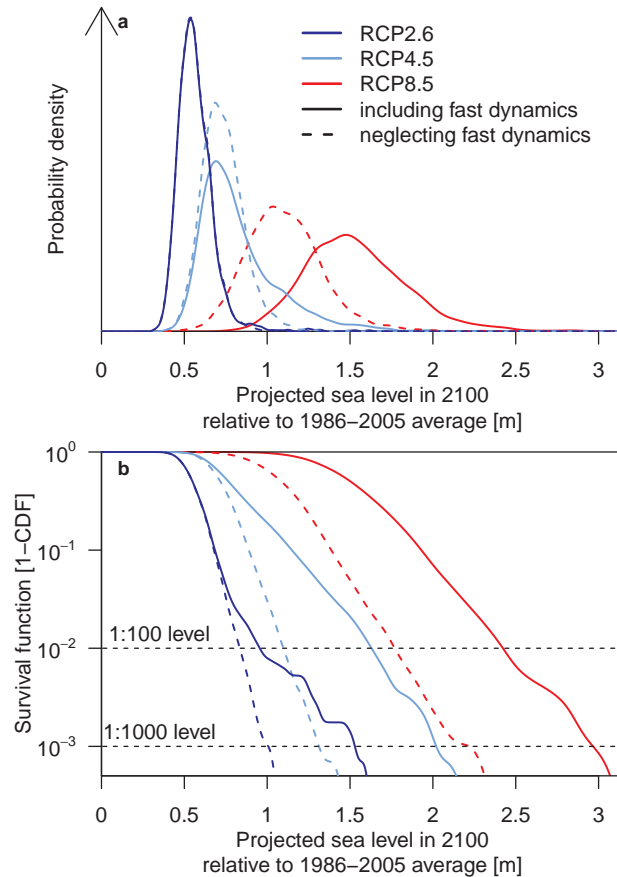 a
RCP2.6
RCP4.5
RCP8.5
including fast dynamics
neglecting fast dynamics
Probability density
0 0.5 1 1.5 2 2.5 3
Projected sea level in 2100
relative to 1986−2005 average [m]
b
Survival function [1−CDF]
10⁰
10⁻¹
10⁻²
10⁻³
1:100 level
1:1000 level
0 0.5 1 1.5 2 2.5 3
Projected sea level in 2100
relative to 1986−2005 average [m]